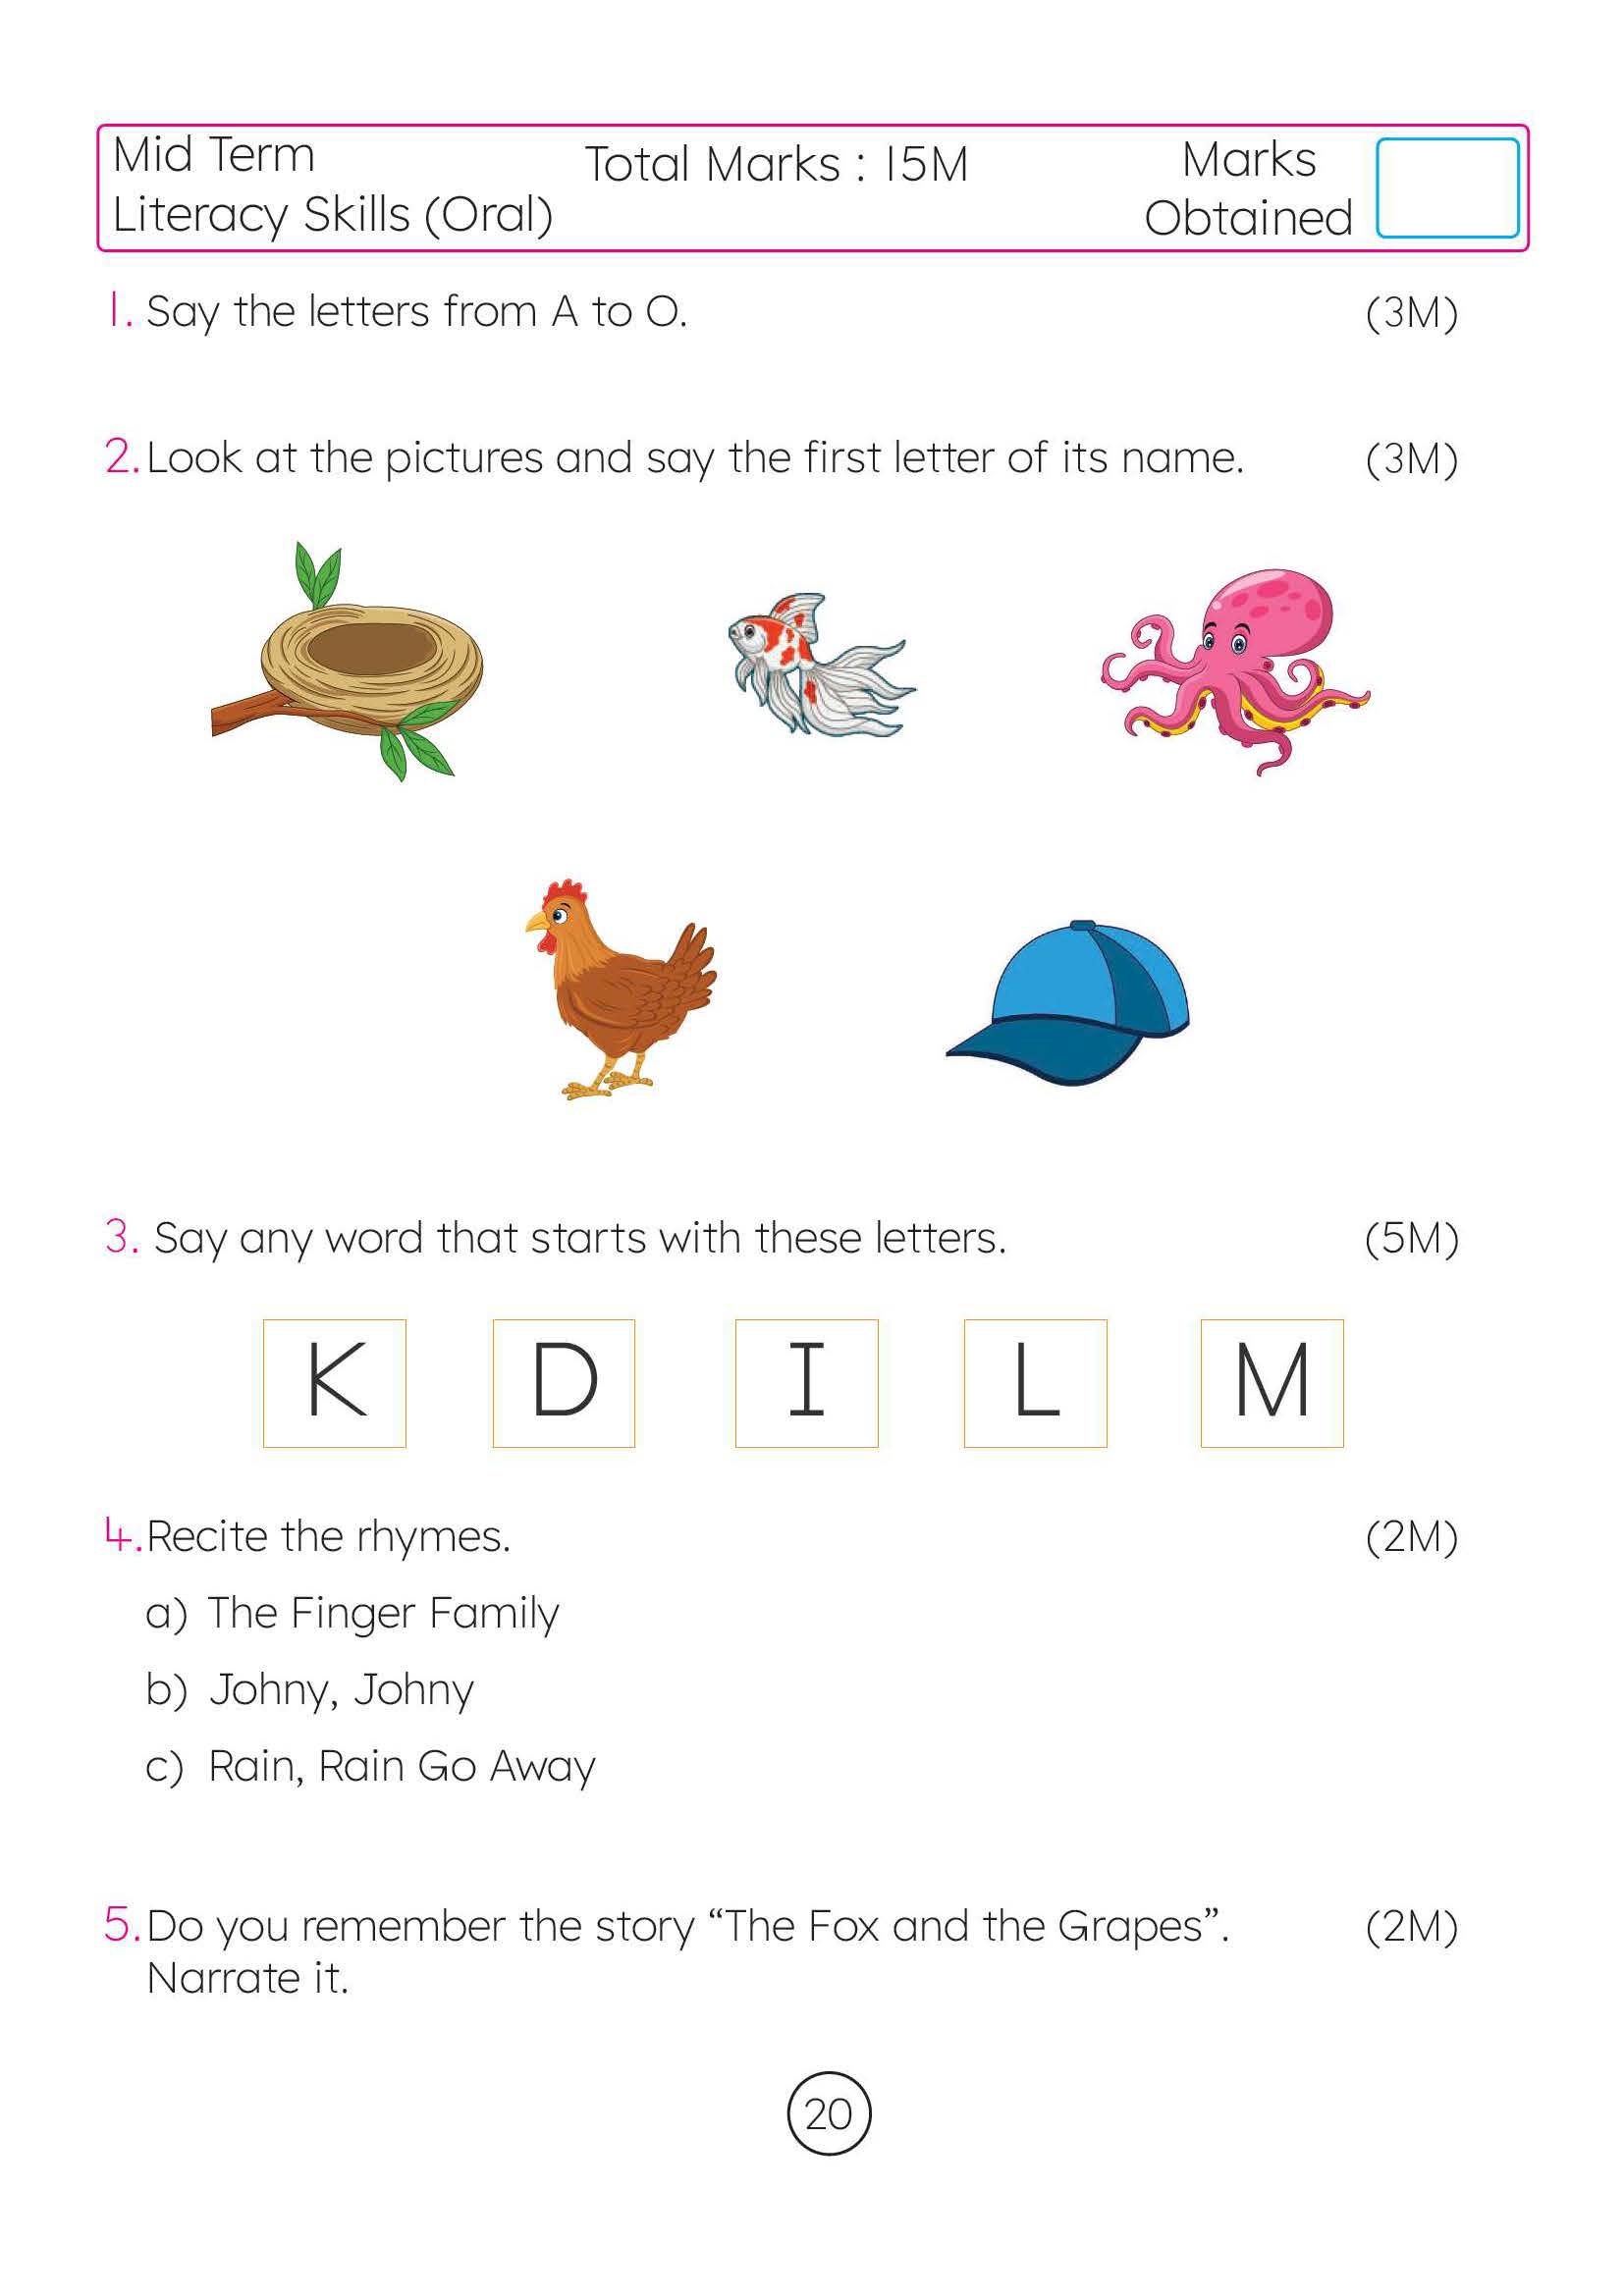 Mid Term
Literacy Skills (Oral)
Total Marks : 15M
Marks
Obtained
1. Say the letters from A to O. (3M)
2. Look at the pictures and say the first letter of its name. (3M)
3. Say any word that starts with these letters. (5M)
K D I L M
4. Recite the rhymes. (2M)
a) The Finger Family
b) Johny, Johny
c) Rain, Rain Go Away
5. Do you remember the story “The Fox and the Grapes”. (2M)
Narrate it.
20